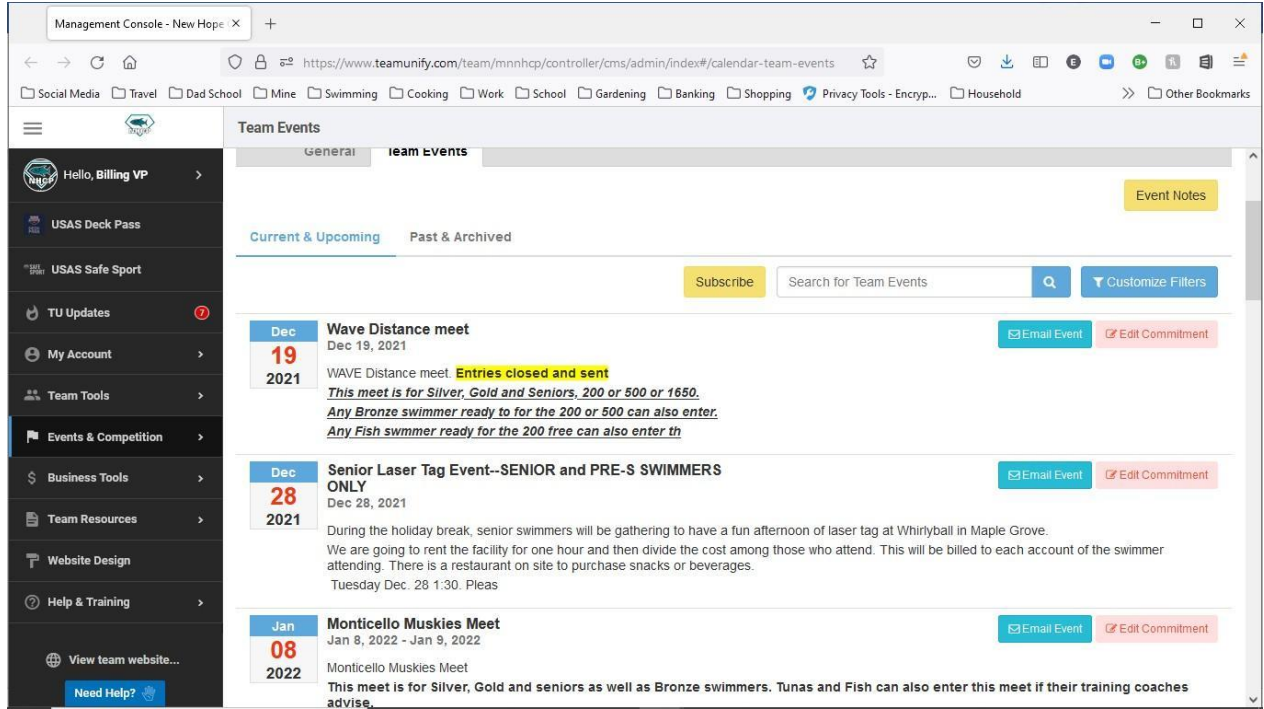 Management Console - New Hope
https://www.teamunify.com/team/mnnhcp/controller/cms/admin/index#/calendar-team-events
Social Media Travel Dad School Mine Swimming Cooking Work School Gardening Banking Shopping Privacy Tools - Encryp... Household Other Bookmarks
Team Events
General Team Events
NHCP Hello, Billing VP
Event Notes
USAS Deck Pass
Current & Upcoming Past & Archived
USAS Safe Sport
Subscribe Search for Team Events Customize Filters
TU Updates 7
My Account
Team Tools
Events & Competition
Business Tools
Team Resources
Website Design
Help & Training
View team website...
Need Help?
Dec
19
2021
Wave Distance meet
Dec 19, 2021
Email Event Edit Commitment
WAVE Distance meet. Entries closed and sent
This meet is for Silver, Gold and Seniors, 200 or 500 or 1650.
Any Bronze swimmer ready to for the 200 or 500 can also enter.
Any Fish swmmer ready for the 200 free can also enter th
Dec
28
2021
Senior Laser Tag Event--SENIOR and PRE-S SWIMMERS
ONLY
Dec 28, 2021
Email Event Edit Commitment
During the holiday break, senior swimmers will be gathering to have a fun afternoon of laser tag at Whirlyball in Maple Grove.
We are going to rent the facility for one hour and then divide the cost among those who attend. This will be billed to each account of the swimmer
attending. There is a restaurant on site to purchase snacks or beverages.
Tuesday Dec. 28 1:30. Pleas
Jan
08
2022
Monticello Muskies Meet
Jan 8, 2022 - Jan 9, 2022
Email Event Edit Commitment
Monticello Muskies Meet
This meet is for Silver, Gold and seniors as well as Bronze swimmers. Tunas and Fish can also enter this meet if their training coaches
advise.